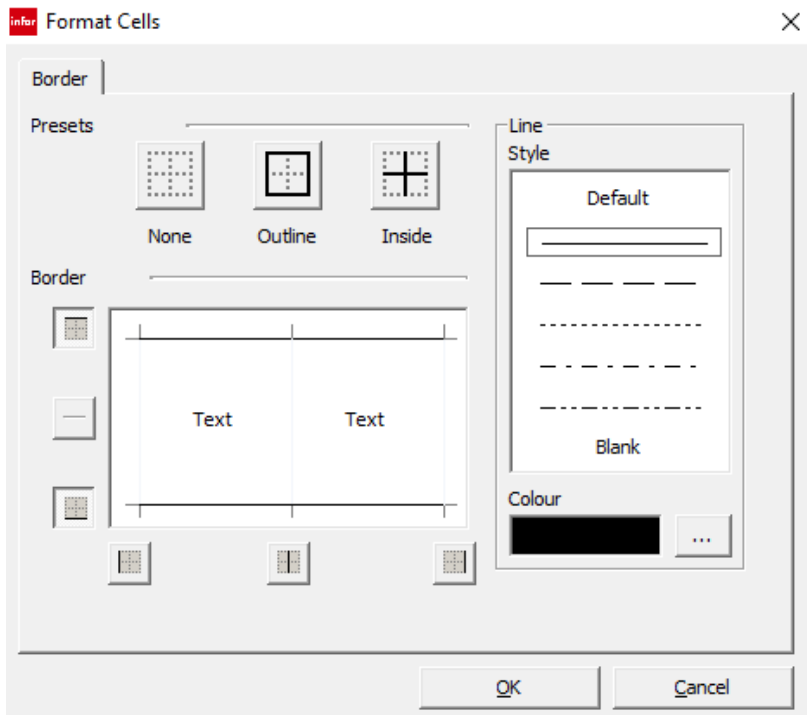 infor Format Cells
Border
Presets
None Outline Inside
Border
Text Text
Line
Style
Default
Blank
Colour
...
OK Cancel